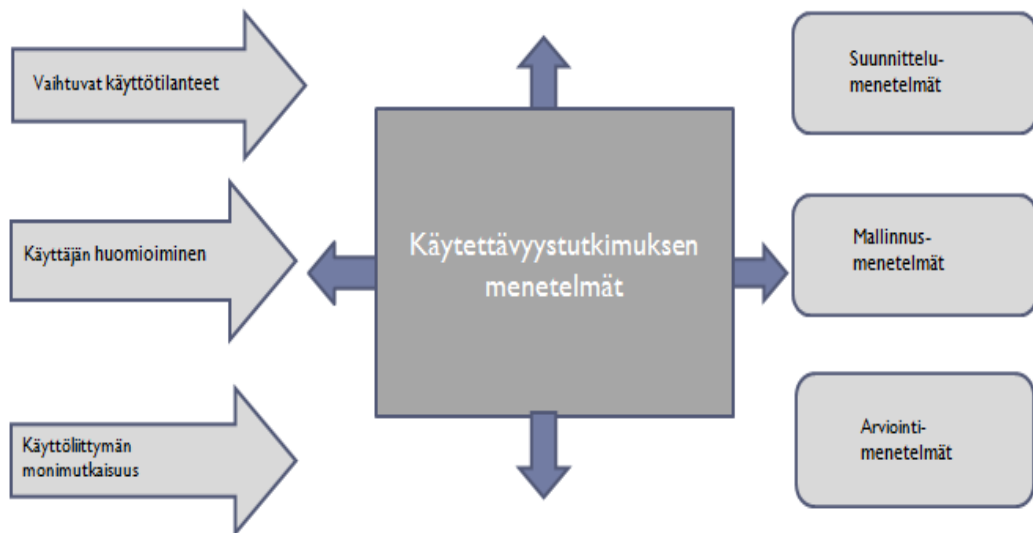 Vaihtuvat käyttötilanteet
Käyttäjän huomioiminen
Käyttöliittymän
monimutkaisuus
Käytettävyystutkimuksen
menetelmät
Suunnittelu-
menetelmät
Mallinnus-
menetelmät
Arviointi-
menetelmät